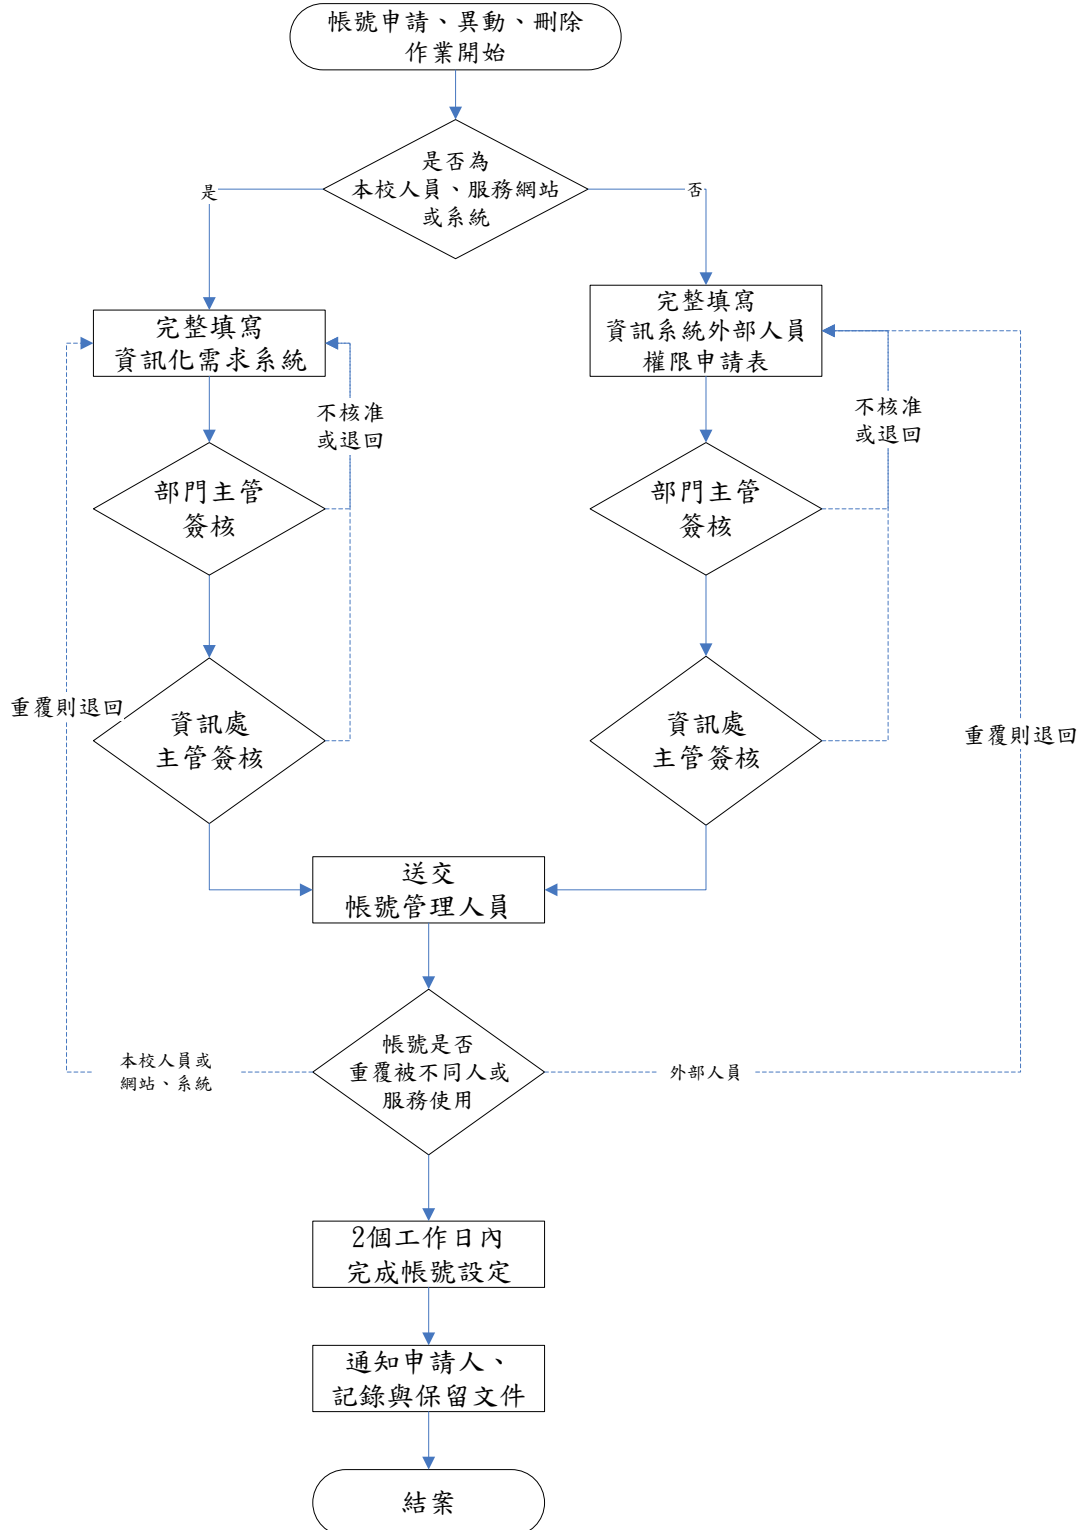 帳號申請、異動、刪除
作業開始
是否為
本校人員、服務網站
或系統
是
否
完整填寫
資訊化需求系統
完整填寫
資訊系統外部人員
權限申請表
不核准
或退回
不核准
或退回
部門主管
簽核
部門主管
簽核
重覆則退回
資訊處
主管簽核
資訊處
主管簽核
重覆則退回
送交
帳號管理人員
本校人員或
網站、系統
帳號是否
重覆被不同人或
服務使用
外部人員
2個工作日內
完成帳號設定
通知申請人、
記錄與保留文件
結案